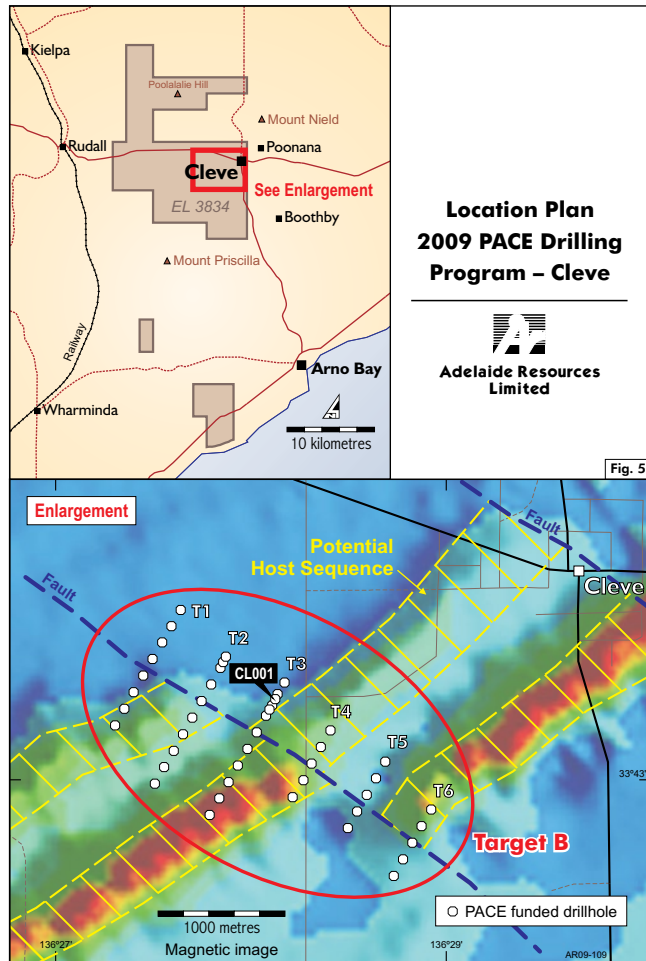 Kielpa
Poolalalie Hill
Mount Nield
Rudall
Poonana
Cleve
See Enlargement
EL 3834
Boothby
Mount Priscilla
Railway
Arno Bay
Wharminda
10 kilometres
Location Plan
2009 PACE Drilling
Program – Cleve
Adelaide Resources
Limited
Fig. 5
Enlargement
Fault
Potential
Host Sequence
Cleve
Fault
T1
T2
CL001
T3
T4
T5
33°43'
T6
Target B
1000 metres
PACE funded drillhole
Magnetic image
136°27'
136°29'
AR09-109